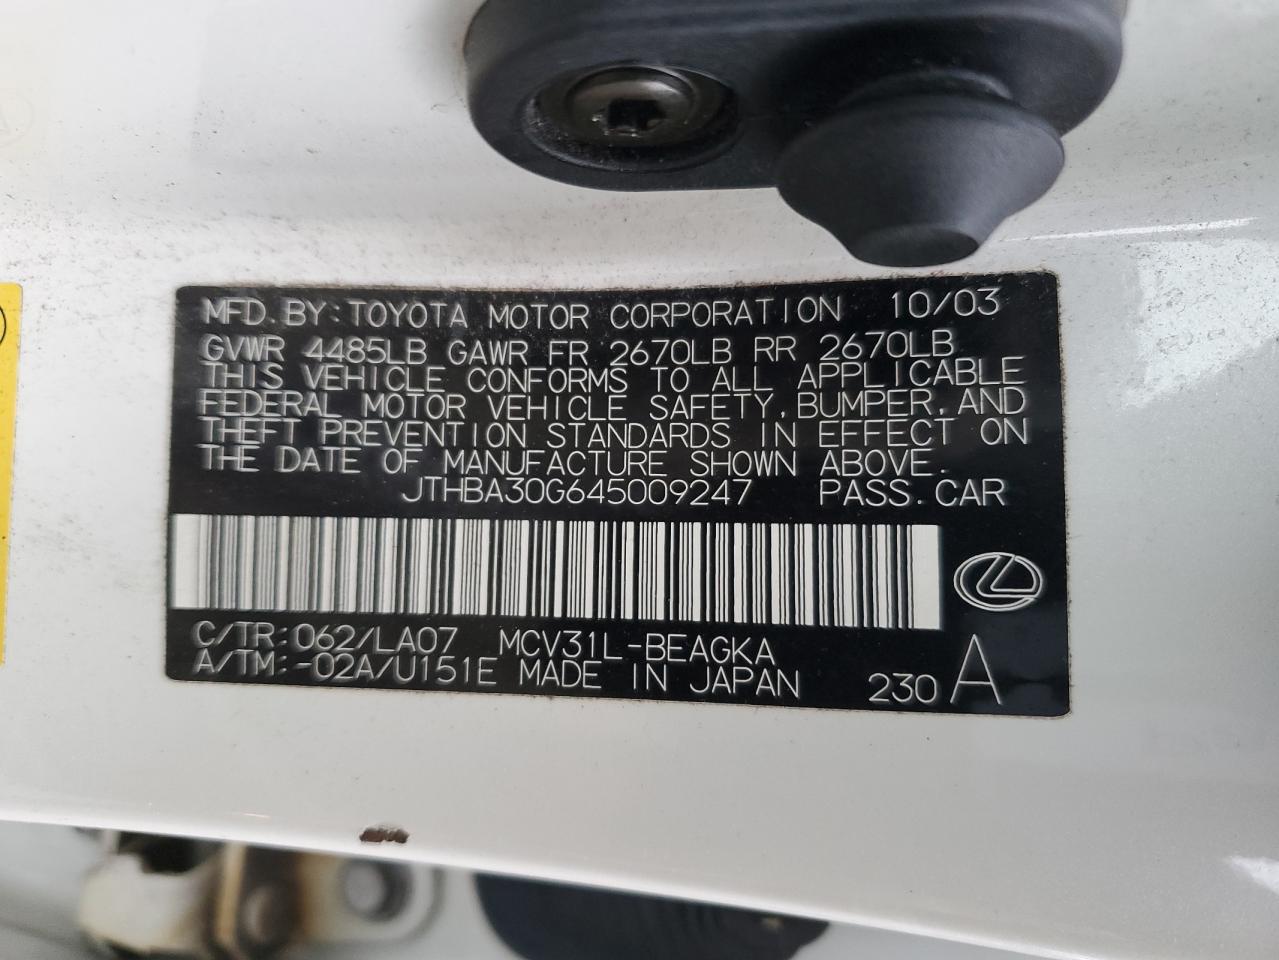 MFD. BY: TOYOTA MOTOR CORPORATION 10/03
GVWR 4485LB GAWR FR 2670LB RR 2670LB
THIS VEHICLE CONFORMS TO ALL APPLICABLE
FEDERAL MOTOR VEHICLE SAFETY, BUMPER, AND
THEFT PREVENTION STANDARDS IN EFFECT ON
THE DATE OF MANUFACTURE SHOWN ABOVE.
JTHBA30G645009247 PASS. CAR
C/TR: 062/LA07 MCV31L-BEAGKA
A/TM: -02A/U151E MADE IN JAPAN 230 A